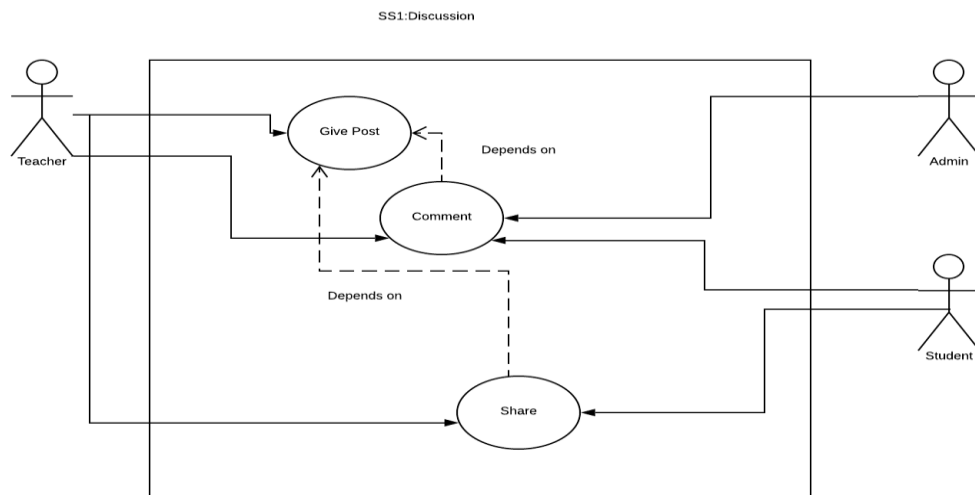 SS1:Discussion
Teacher
Give Post
Depends on
Admin
Comment
Depends on
Student
Share